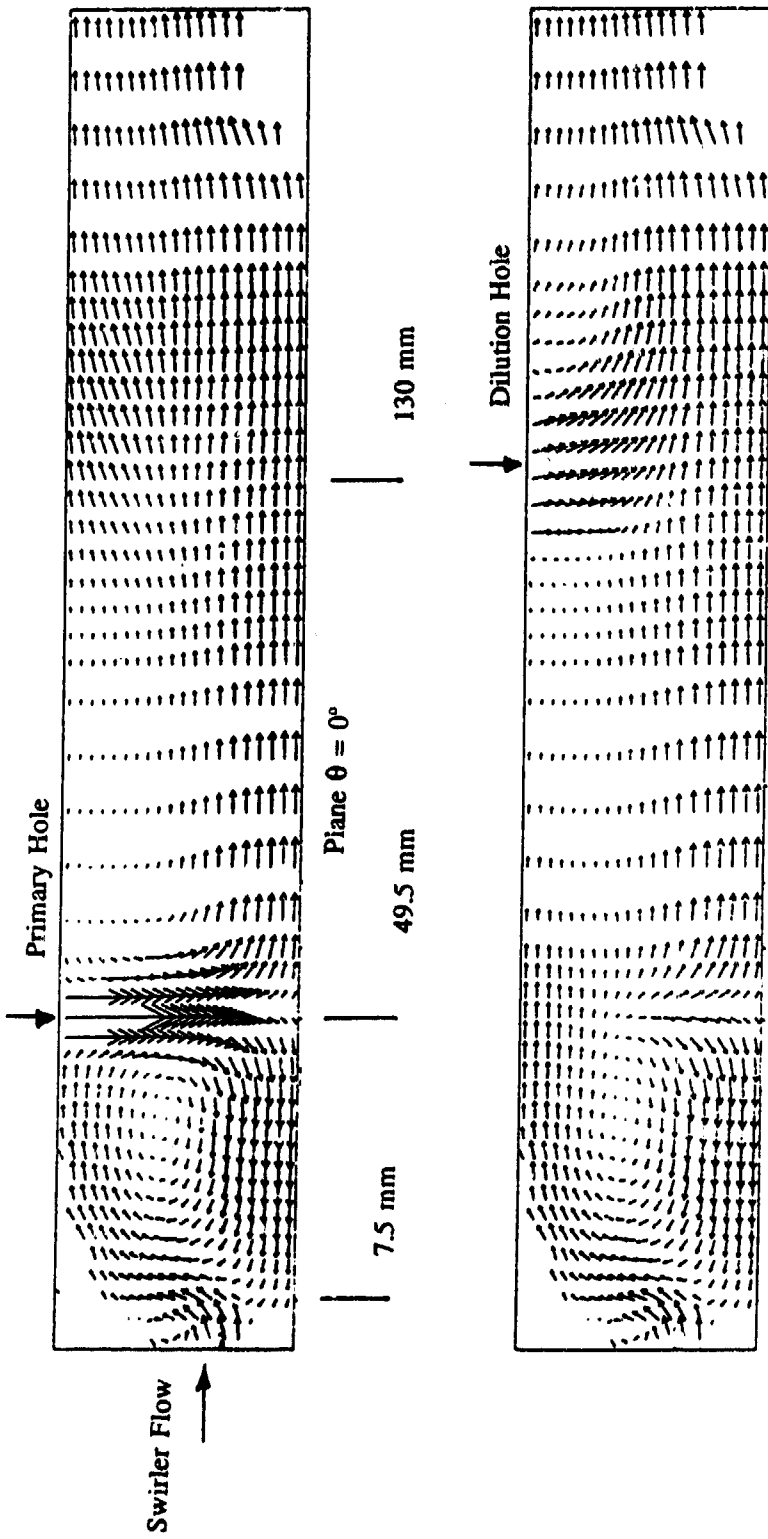 Swirler Flow
Primary Hole
7.5 mm
49.5 mm
130 mm
Plane θ = 0°
Dilution Hole